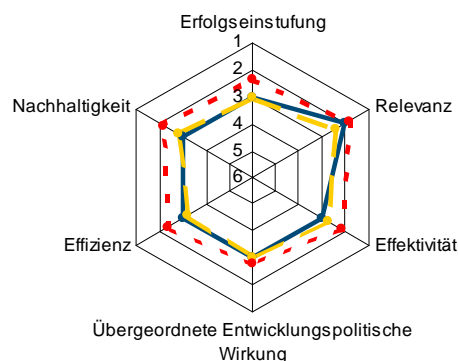 Erfolgseinstufung
1
2
3
4
5
6
Nachhaltigkeit
Relevanz
Effizienz
Effektivität
Übergeordnete Entwicklungspolitische
Wirkung